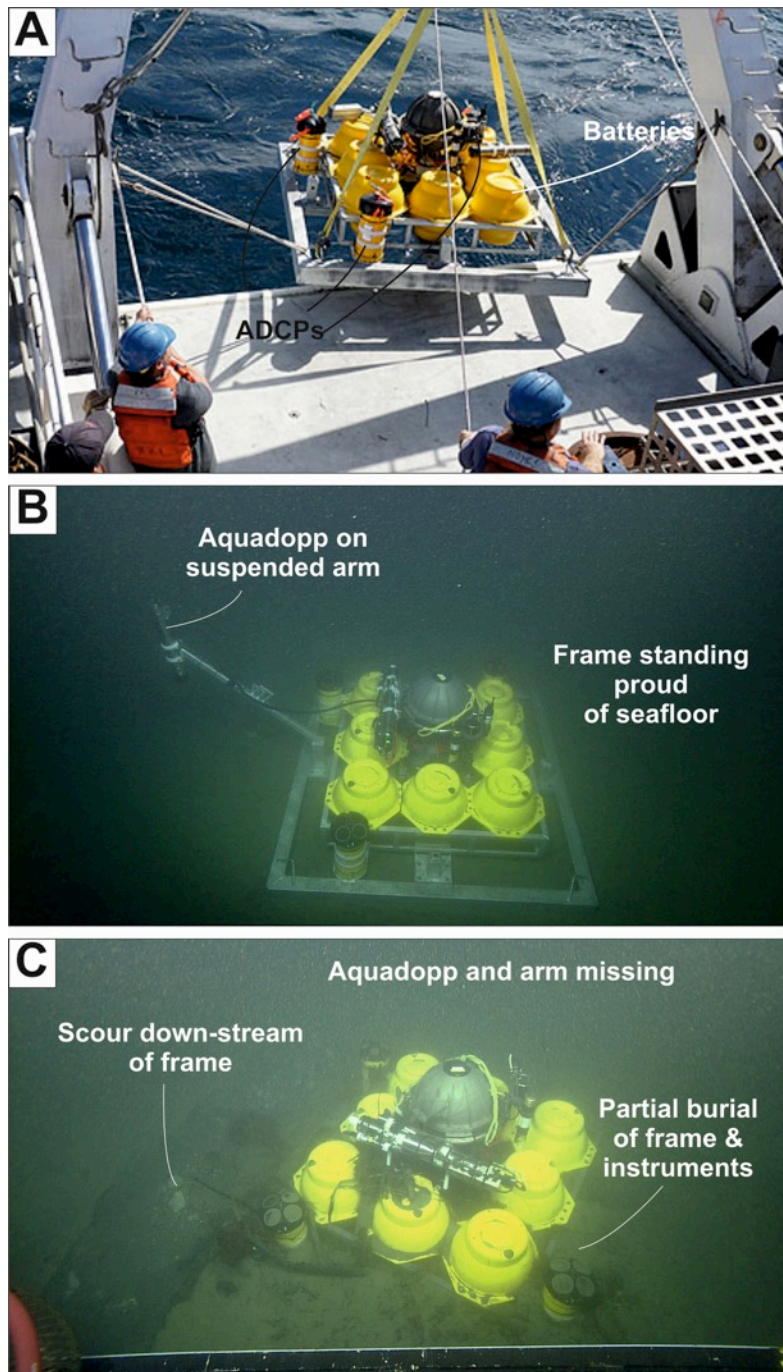 A
Batteries
ADCPs
B
Aquadopp on
suspended arm
Frame standing
proud
of seafloor
C
Aquadopp and arm missing
Scour down-stream
of frame
Partial burial
of frame &
instruments